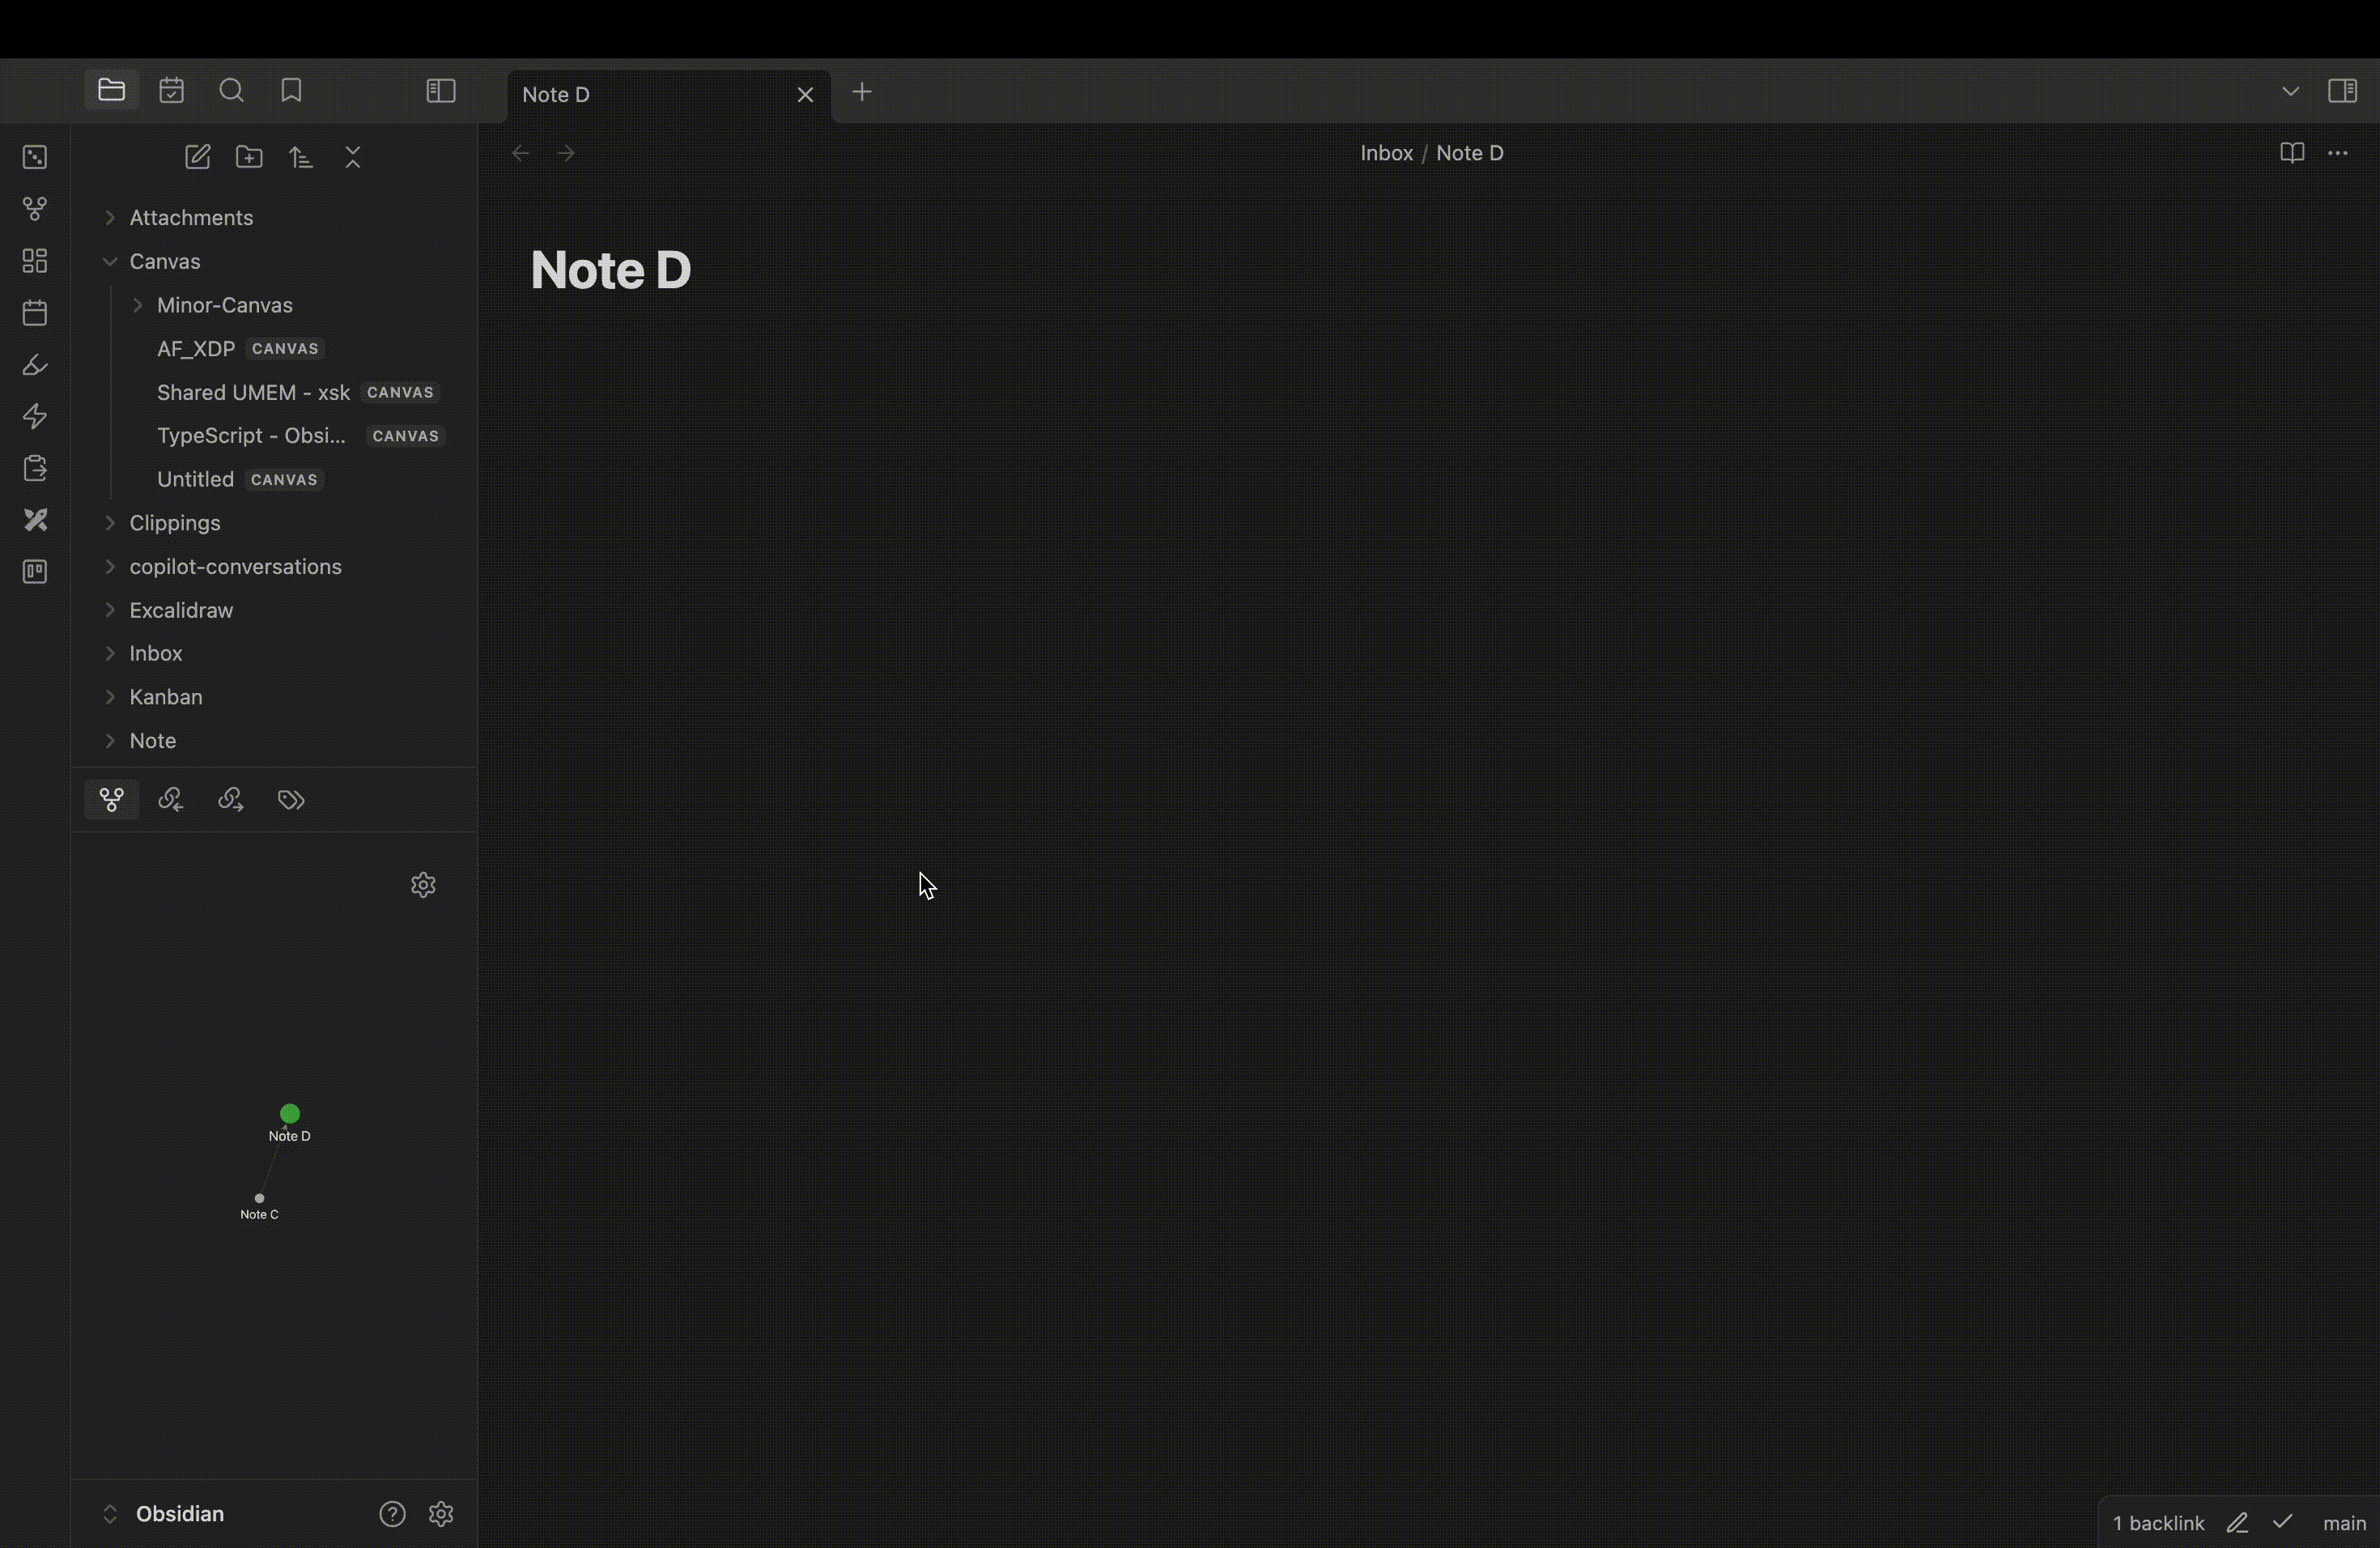 Note D
Inbox / Note D
Attachments
Canvas
Minor-Canvas
AF_XDP CANVAS
Shared UMEM - xsk CANVAS
TypeScript - Obsi... CANVAS
Untitled CANVAS
Clippings
copilot-conversations
Excalidraw
Inbox
Kanban
Note
Note D
Note C
Obsidian
Note D
1 backlink main